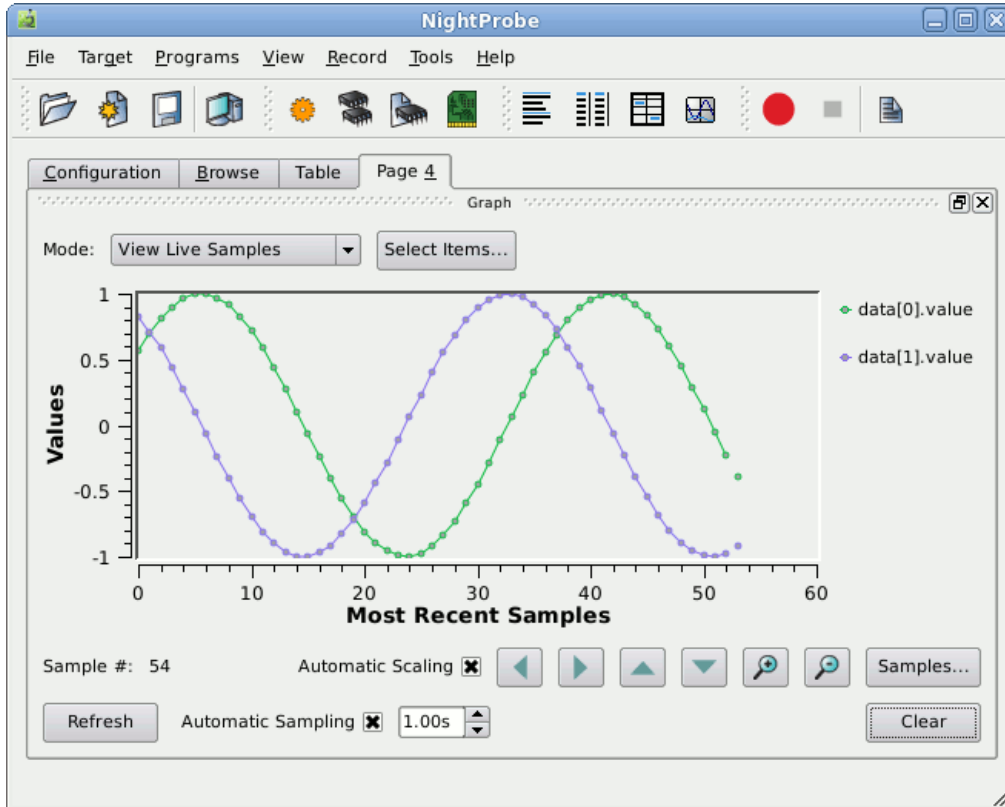 NightProbe
File Target Programs View Record Tools Help
Configuration Browse Table Page 4
Graph
Mode: View Live Samples Select Items...
1
0.5
0
-0.5
-1
Values
data[0].value
data[1].value
0 10 20 30 40 50 60
Most Recent Samples
Sample #: 54 Automatic Scaling Samples...
Refresh Automatic Sampling 1.00s Clear